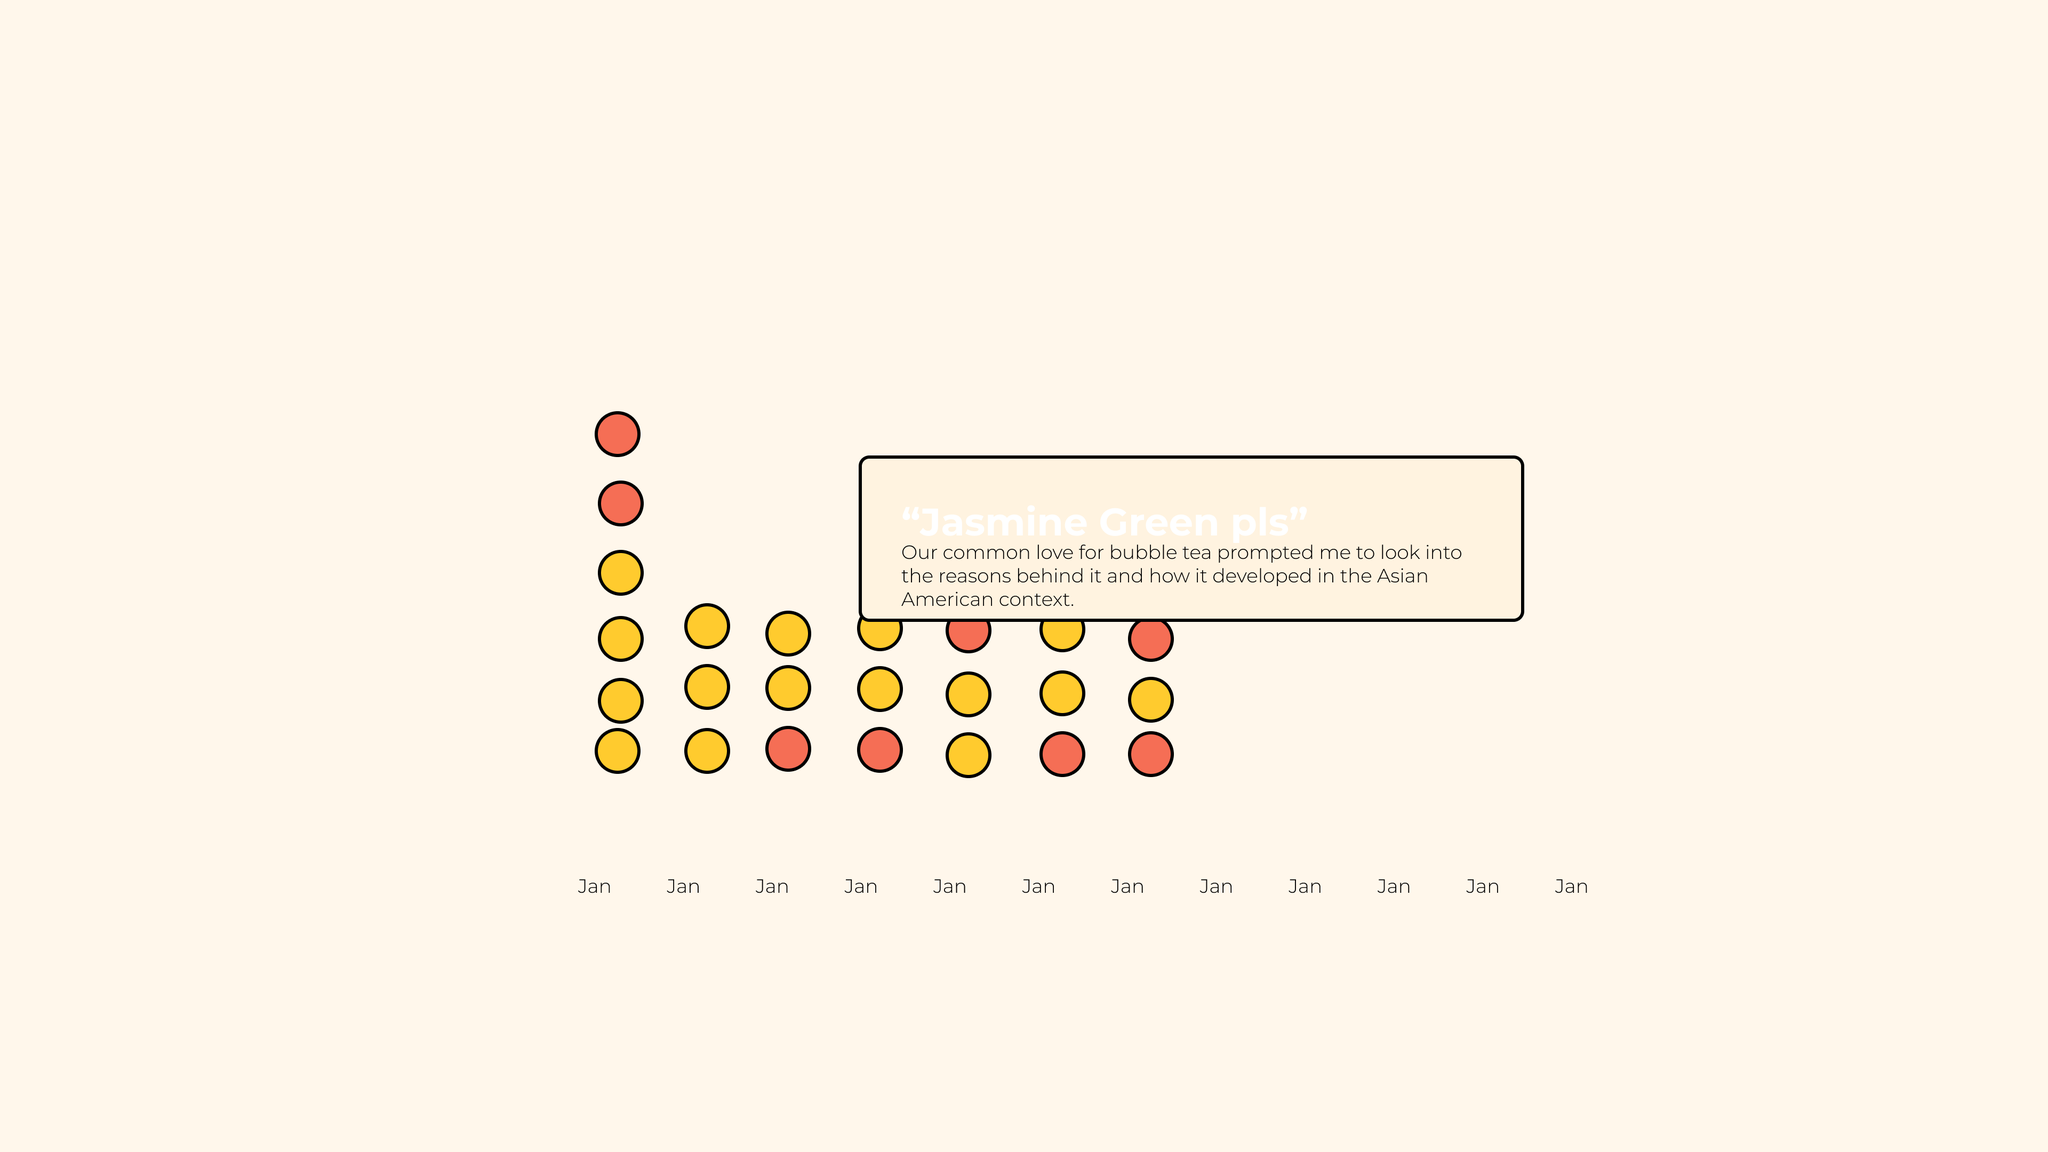 “Jasmine Green pls”
Our common love for bubble tea prompted me to look into
the reasons behind it and how it developed in the Asian
American context.
Jan Jan Jan Jan Jan Jan Jan Jan Jan Jan Jan Jan